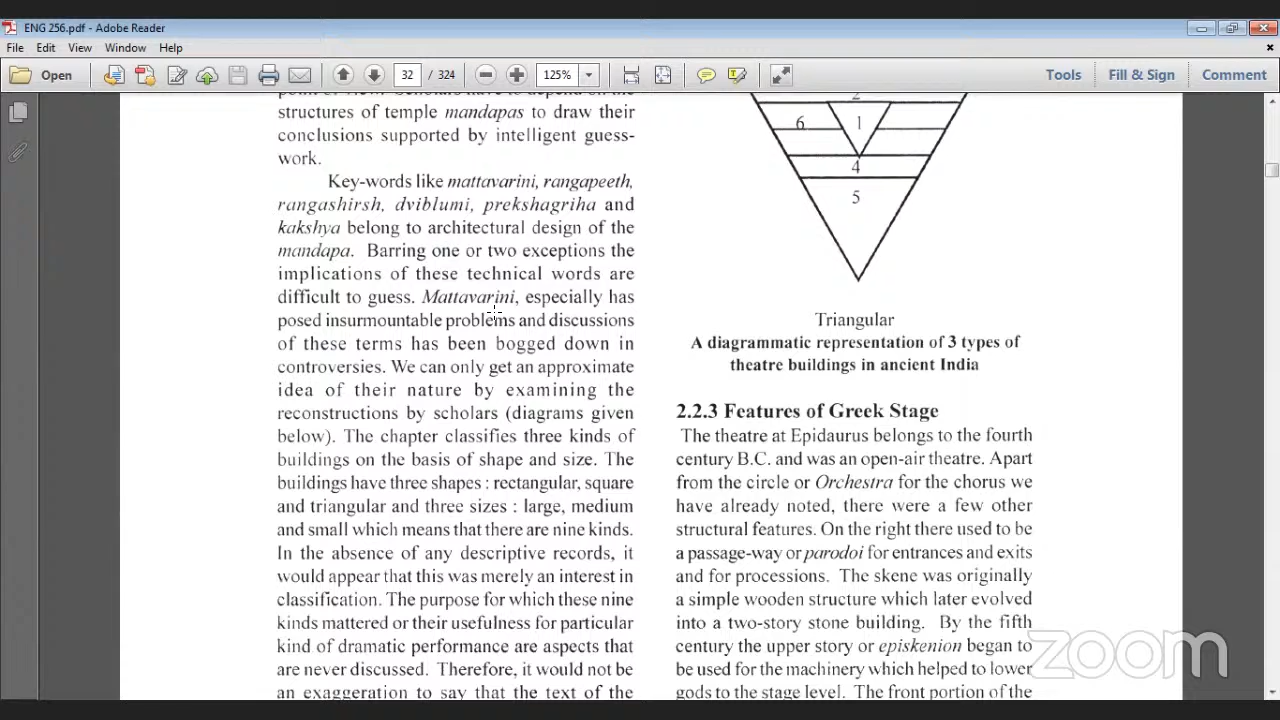 ENG 256.pdf - Adobe Reader
File Edit View Window Help
Open 32 / 324 125% Tools Fill & Sign Comment
structures of temple mandapas to draw their
conclusions supported by intelligent guess-
work.
Key-words like mattavarini, rangapeeth,
rangashirsh, dviblumi, prekshagriha and
kakshya belong to architectural design of the
mandapa. Barring one or two exceptions the
implications of these technical words are
difficult to guess. Mattavarini, especially has
posed insurmountable problems and discussions
of these terms has been bogged down in
controversies. We can only get an approximate
idea of their nature by examining the
reconstructions by scholars (diagrams given
below). The chapter classifies three kinds of
buildings on the basis of shape and size. The
buildings have three shapes : rectangular, square
and triangular and three sizes : large, medium
and small which means that there are nine kinds.
In the absence of any descriptive records, it
would appear that this was merely an interest in
classification. The purpose for which these nine
kinds mattered or their usefulness for particular
kind of dramatic performance are aspects that
are never discussed. Therefore, it would not be
an exaggeration to say that the text of the
2
6 1
4
5
Triangular
A diagrammatic representation of 3 types of
theatre buildings in ancient India
2.2.3 Features of Greek Stage
The theatre at Epidaurus belongs to the fourth
century B.C. and was an open-air theatre. Apart
from the circle or Orchestra for the chorus we
have already noted, there were a few other
structural features. On the right there used to be
a passage-way or parodoi for entrances and exits
and for processions. The skene was originally
a simple wooden structure which later evolved
into a two-story stone building. By the fifth
century the upper story or episkenion began to
be used for the machinery which helped to lower
gods to the stage level. The front portion of the
zoom